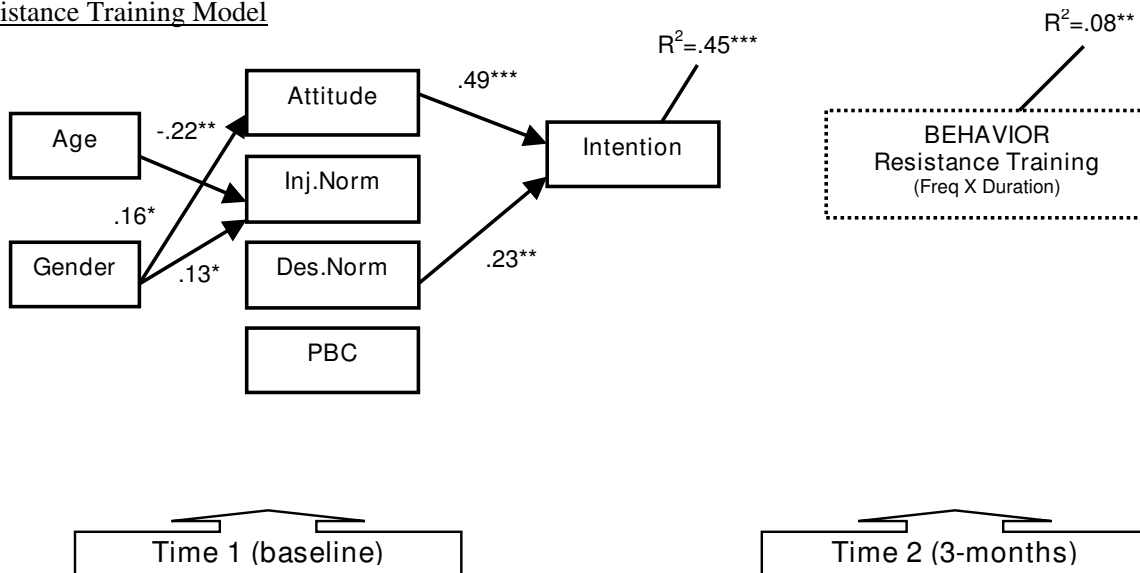 istance Training Model
R²=.45***
R²=.08**
Attitude
.49***
Age
-.22**
Intention
BEHAVIOR
Resistance Training
(Freq X Duration)
Inj.Norm
.16*
Gender
.13*
Des.Norm
.23**
PBC
Time 1 (baseline)
Time 2 (3-months)